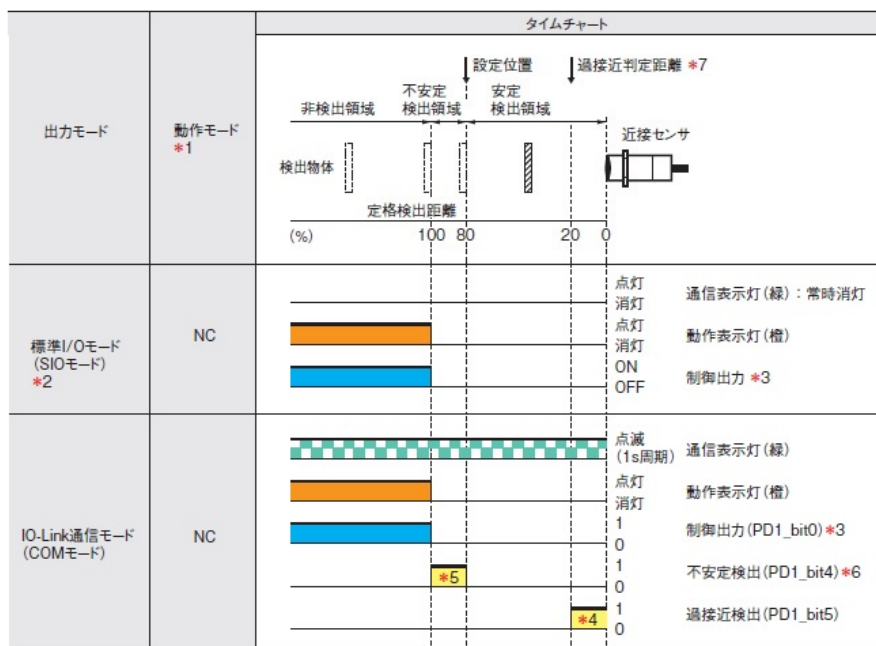 タイムチャート
出力モード
動作モード
*1
設定位置
過接近判定距離 *7
不安定
検出領域
安定
検出領域
非検出領域
近接センサ
検出物体
定格検出距離
(%)
100 80 20 0
標準I/Oモード
(SIOモード)
*2
NC
点灯
消灯
通信表示灯(緑):常時消灯
点灯
消灯
動作表示灯(橙)
ON
OFF
制御出力 *3
IO-Link通信モード
(COMモード)
NC
点滅
(1s周期)
通信表示灯(緑)
点灯
消灯
動作表示灯(橙)
1
0
制御出力(PD1_bit0)*3
*5
1
0
不安定検出(PD1_bit4)*6
*4
1
0
過接近検出(PD1_bit5)